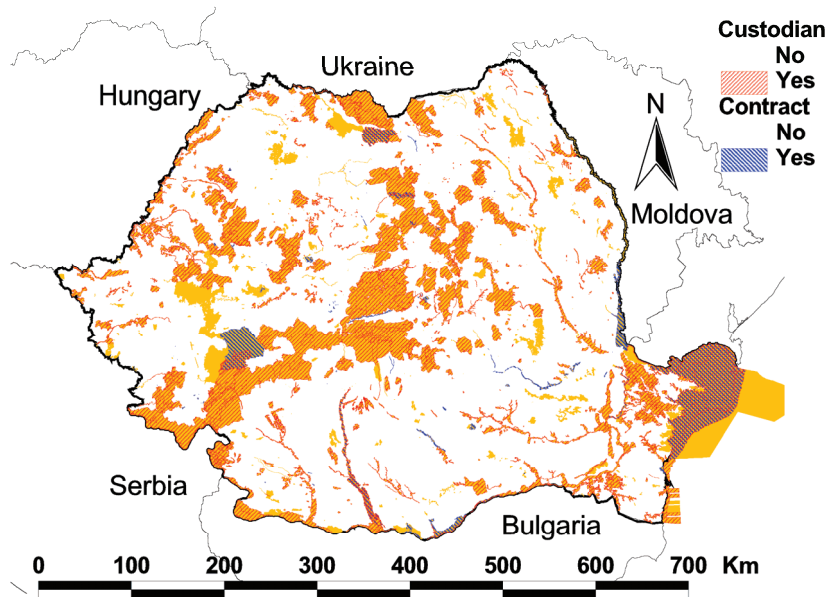 Custodian
No
Yes
Contract
No
Yes
N
Ukraine
Hungary
Moldova
Serbia
Bulgaria
0 100 200 300 400 500 600 700 Km